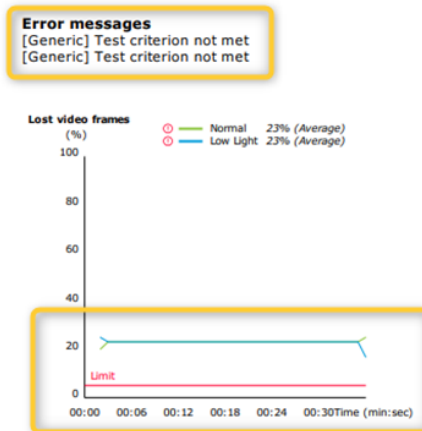 Error messages
[Generic] Test criterion not met
[Generic] Test criterion not met
Lost video frames
(%)
Normal 23% (Average)
Low Light 23% (Average)
100
80
60
40
20
Limit
0
00:00 00:06 00:12 00:18 00:24 00:30Time (min:sec)